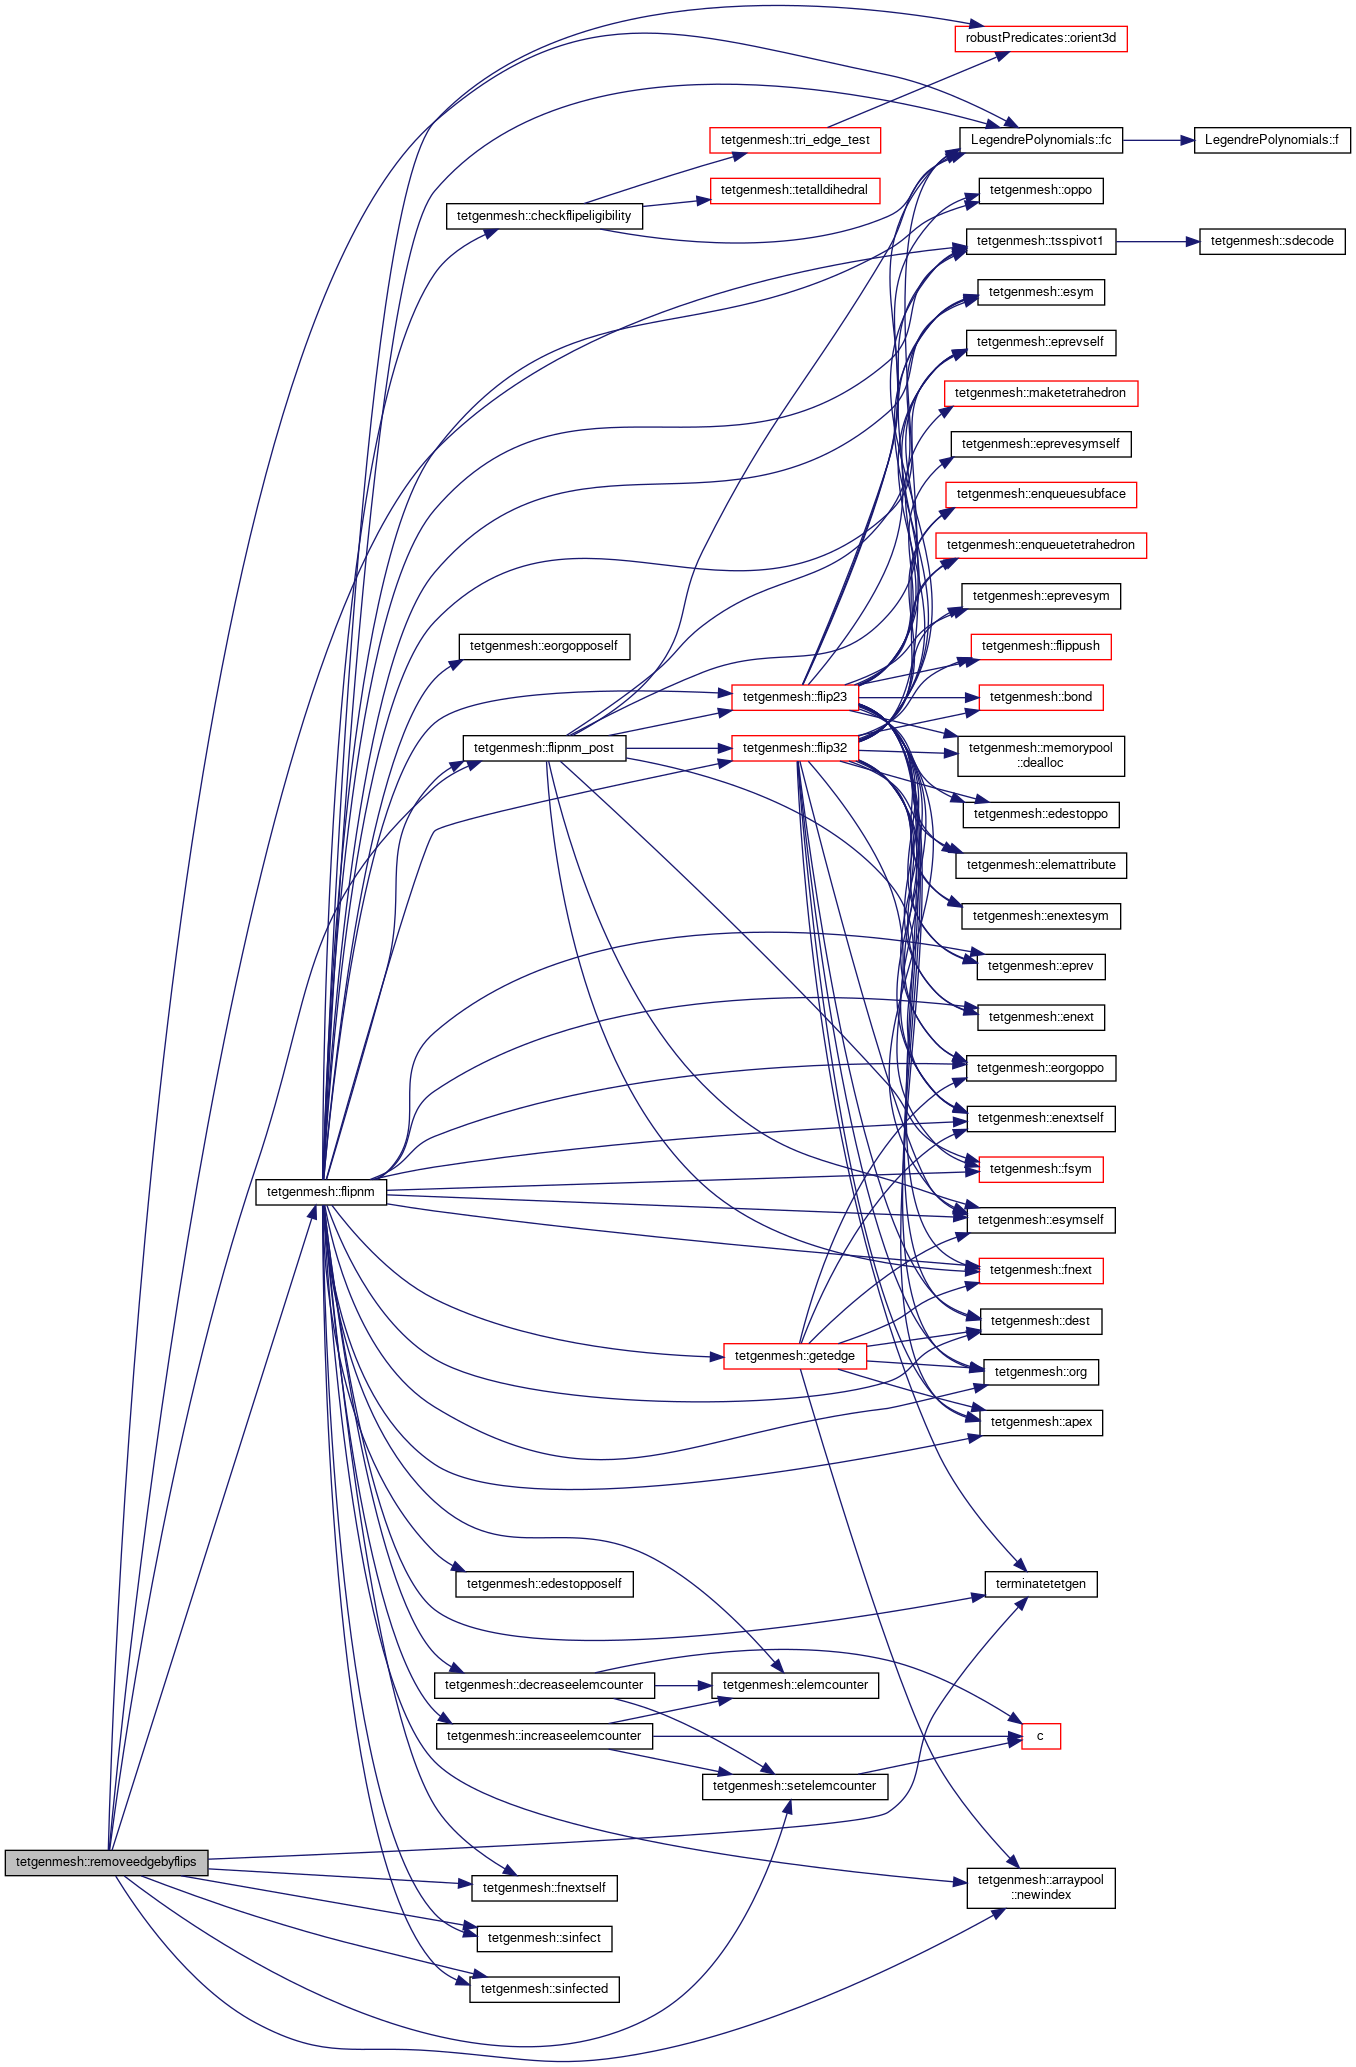 robustPredicates::orient3d
tetgenmesh::tri_edge_test
LegendrePolynomials::fc
LegendrePolynomials::f
tetgenmesh::tetalldihedral
tetgenmesh::oppo
tetgenmesh::checkflipeligibility
tetgenmesh::tsspivot1
tetgenmesh::sdecode
tetgenmesh::esym
tetgenmesh::eprevself
tetgenmesh::maketetrahedron
tetgenmesh::eprevesymself
tetgenmesh::enqueuesubface
tetgenmesh::enqueuetetrahedron
tetgenmesh::eprevesym
tetgenmesh::eorgoppoself
tetgenmesh::flippush
tetgenmesh::flip23
tetgenmesh::bond
tetgenmesh::flipnm_post
tetgenmesh::flip32
tetgenmesh::memorypool
::dealloc
tetgenmesh::edestoppo
tetgenmesh::elemattribute
tetgenmesh::enextesym
tetgenmesh::eprev
tetgenmesh::enext
tetgenmesh::eorgoppo
tetgenmesh::enextself
tetgenmesh::fsym
tetgenmesh::flipnm
tetgenmesh::esymself
tetgenmesh::fnext
tetgenmesh::dest
tetgenmesh::getedge
tetgenmesh::org
tetgenmesh::apex
tetgenmesh::edestoppoself
terminatetetgen
tetgenmesh::decreaseelemcounter
tetgenmesh::elemcounter
tetgenmesh::increaseelemcounter
c
tetgenmesh::setelemcounter
tetgenmesh::removeedgebyflips
tetgenmesh::fnextself
tetgenmesh::arraypool
::newindex
tetgenmesh::sinfect
tetgenmesh::sinfected